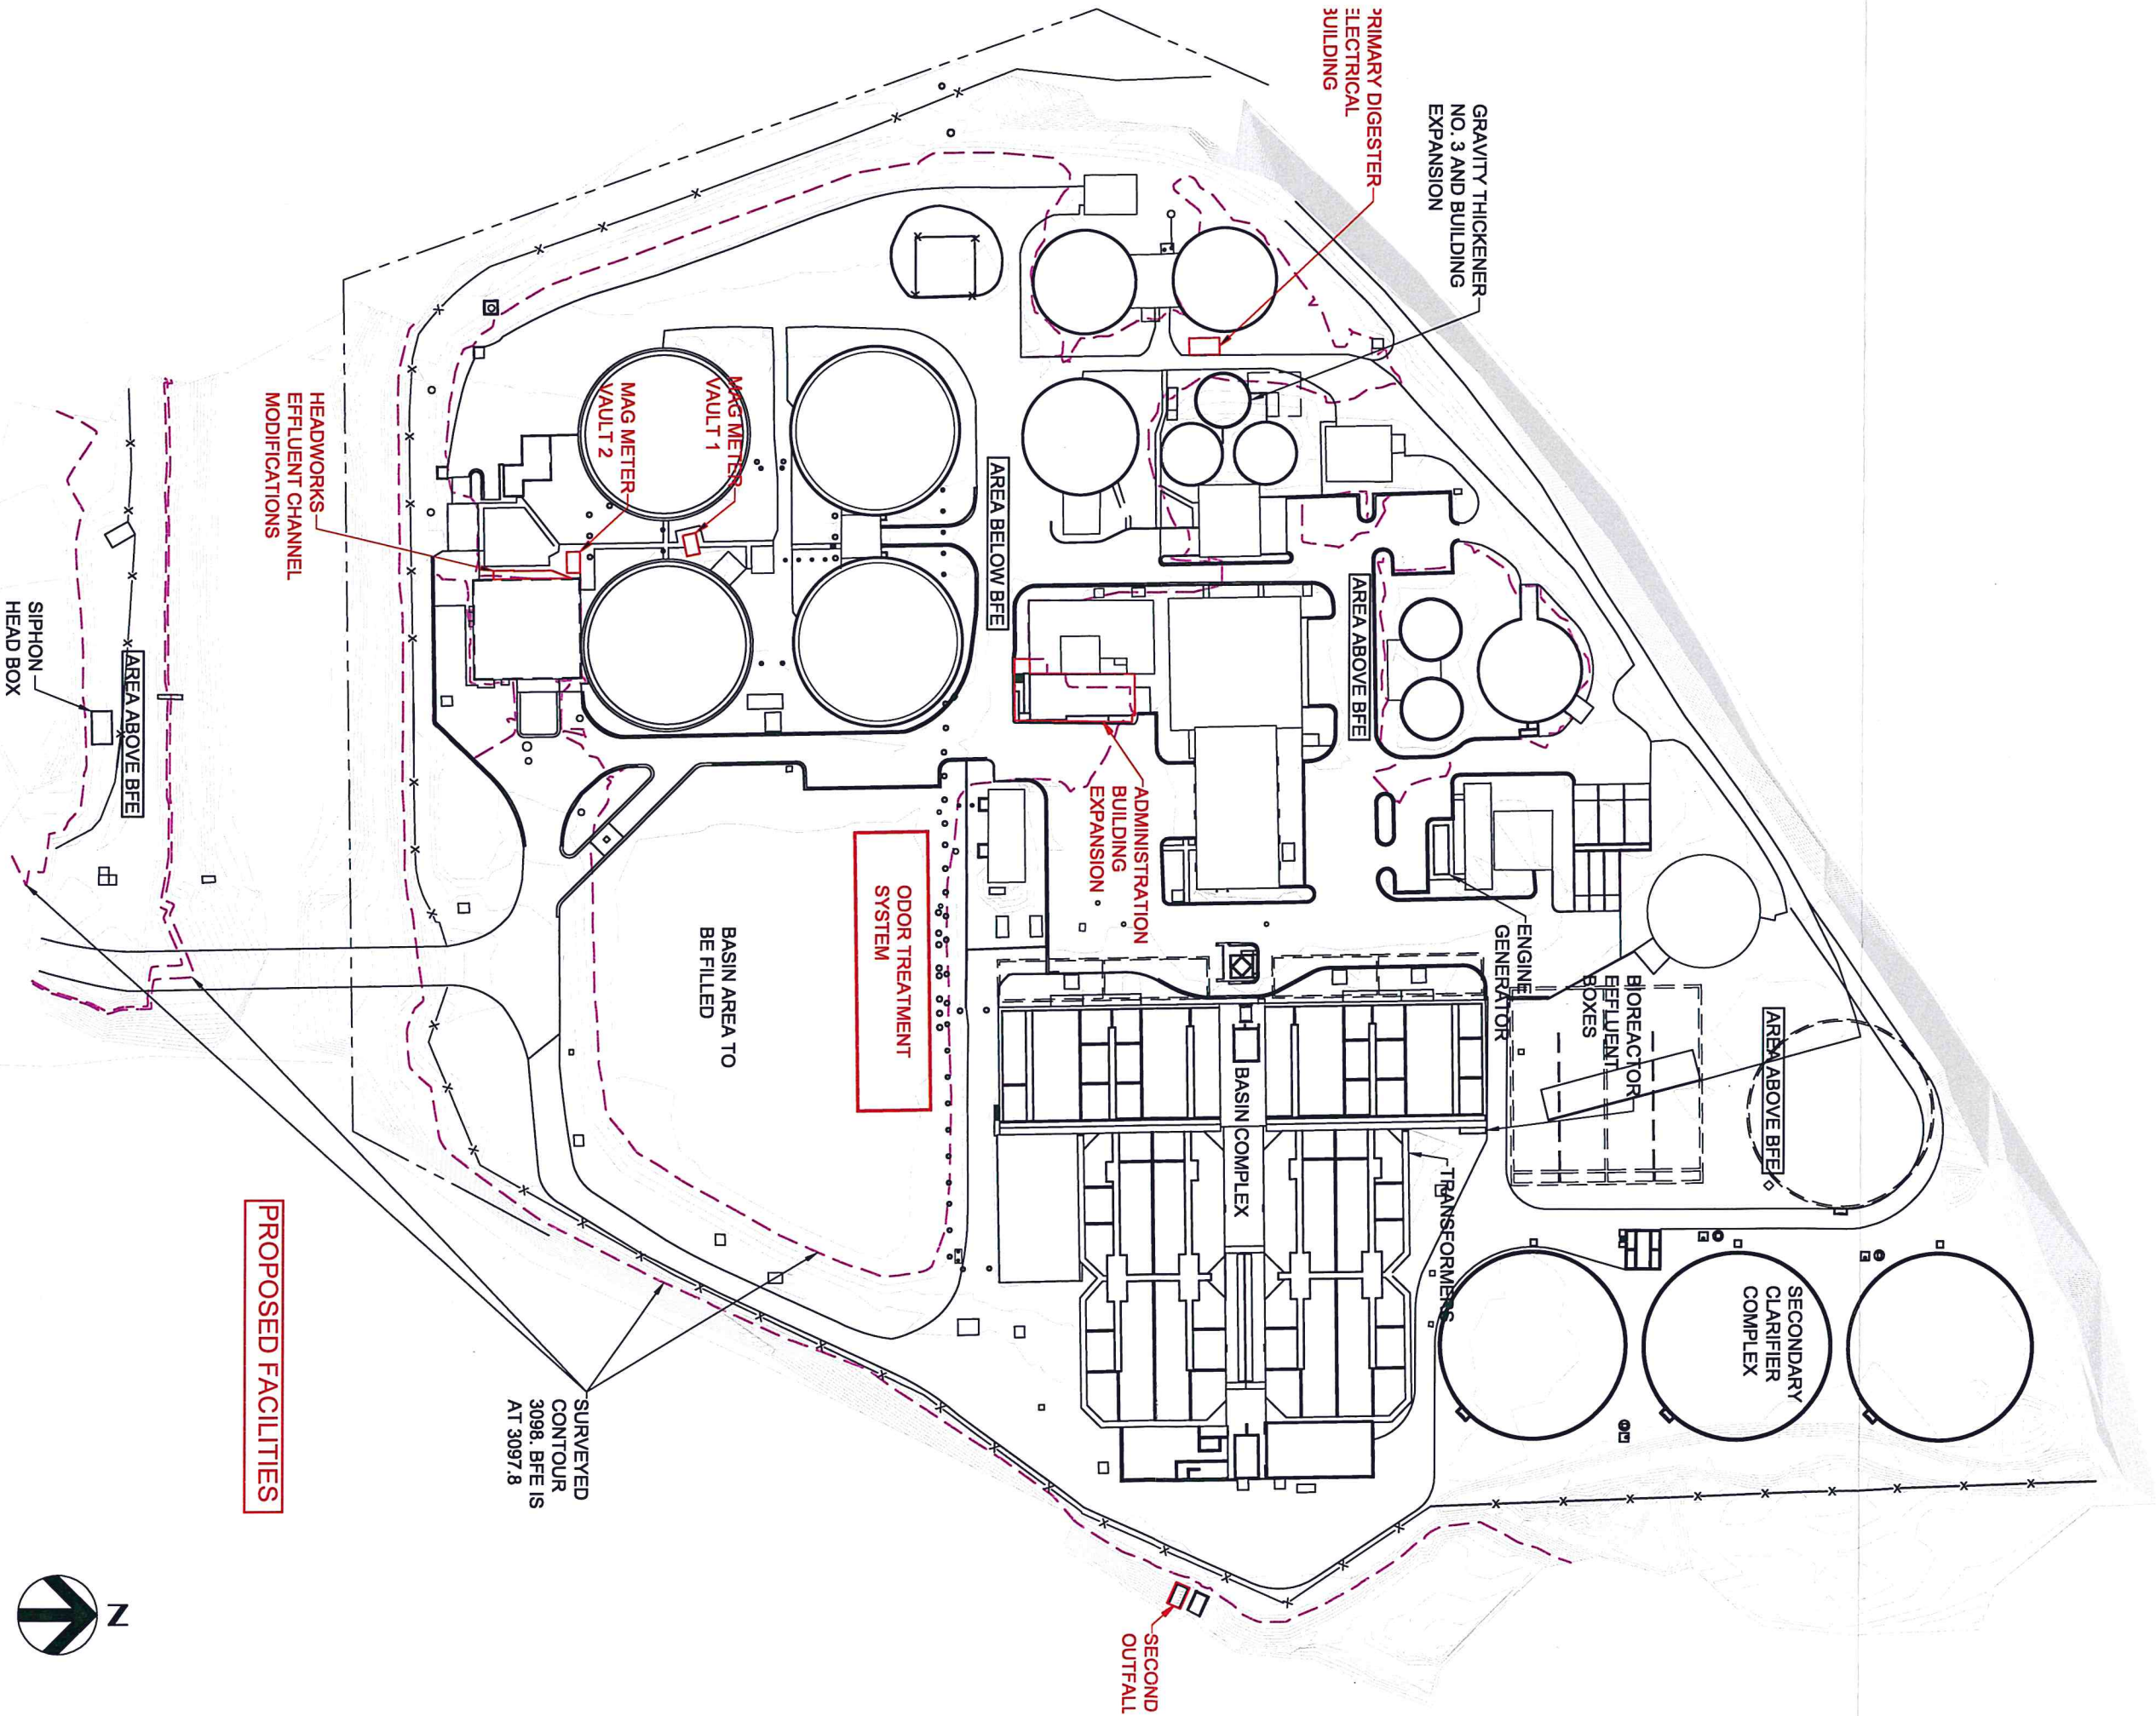 PRIMARY DIGESTER
ELECTRICAL
BUILDING
GRAVITY THICKENER
NO. 3 AND BUILDING
EXPANSION
MAG METER
VAULT 1
MAG METER
VAULT 2
HEADWORKS
EFFLUENT CHANNEL
MODIFICATIONS
AREA BELOW BFE
AREA ABOVE BFE
SIPHON
HEAD BOX
AREA ABOVE BFE
ADMINISTRATION
BUILDING
EXPANSION
ODOR TREATMENT
SYSTEM
BASIN AREA TO
BE FILLED
ENGINE
GENERATOR
BIOREACTOR
EFFLUENT
BOXES
AREA ABOVE BFE
BASIN COMPLEX
TRANSFORMERS
SECONDARY
CLARIFIER
COMPLEX
SURVEYED
CONTOUR
3098. BFE IS
AT 3097.8
PROPOSED FACILITIES
SECOND
OUTFALL
N